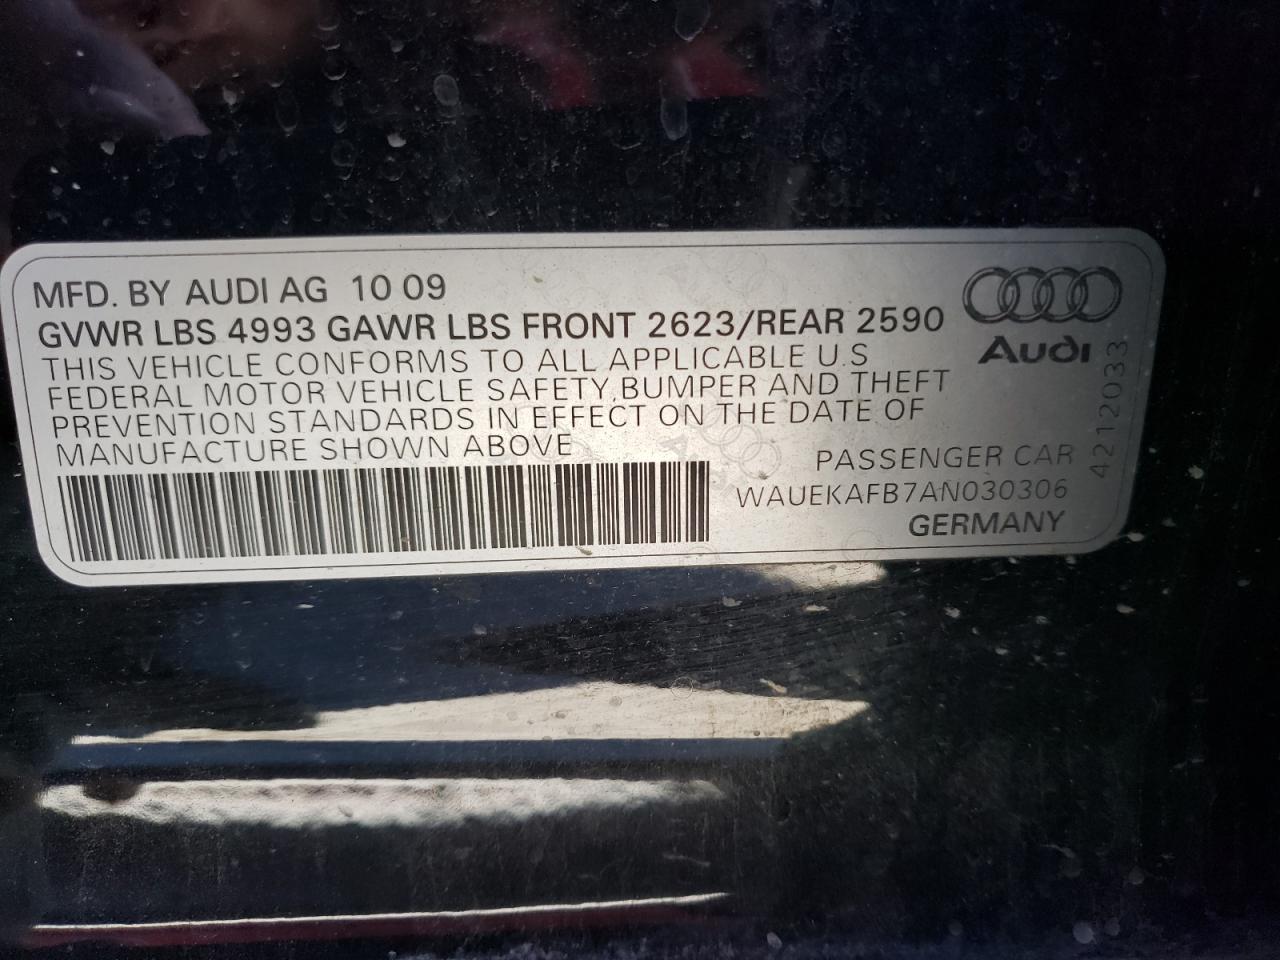 MFD. BY AUDI AG 10 09
GVWR LBS 4993 GAWR LBS FRONT 2623/REAR 2590
THIS VEHICLE CONFORMS TO ALL APPLICABLE U.S
FEDERAL MOTOR VEHICLE SAFETY,BUMPER AND THEFT
PREVENTION STANDARDS IN EFFECT ON THE DATE OF
MANUFACTURE SHOWN ABOVE
Audi
4212033
PASSENGER CAR
WAUEKAFB7AN030306
GERMANY